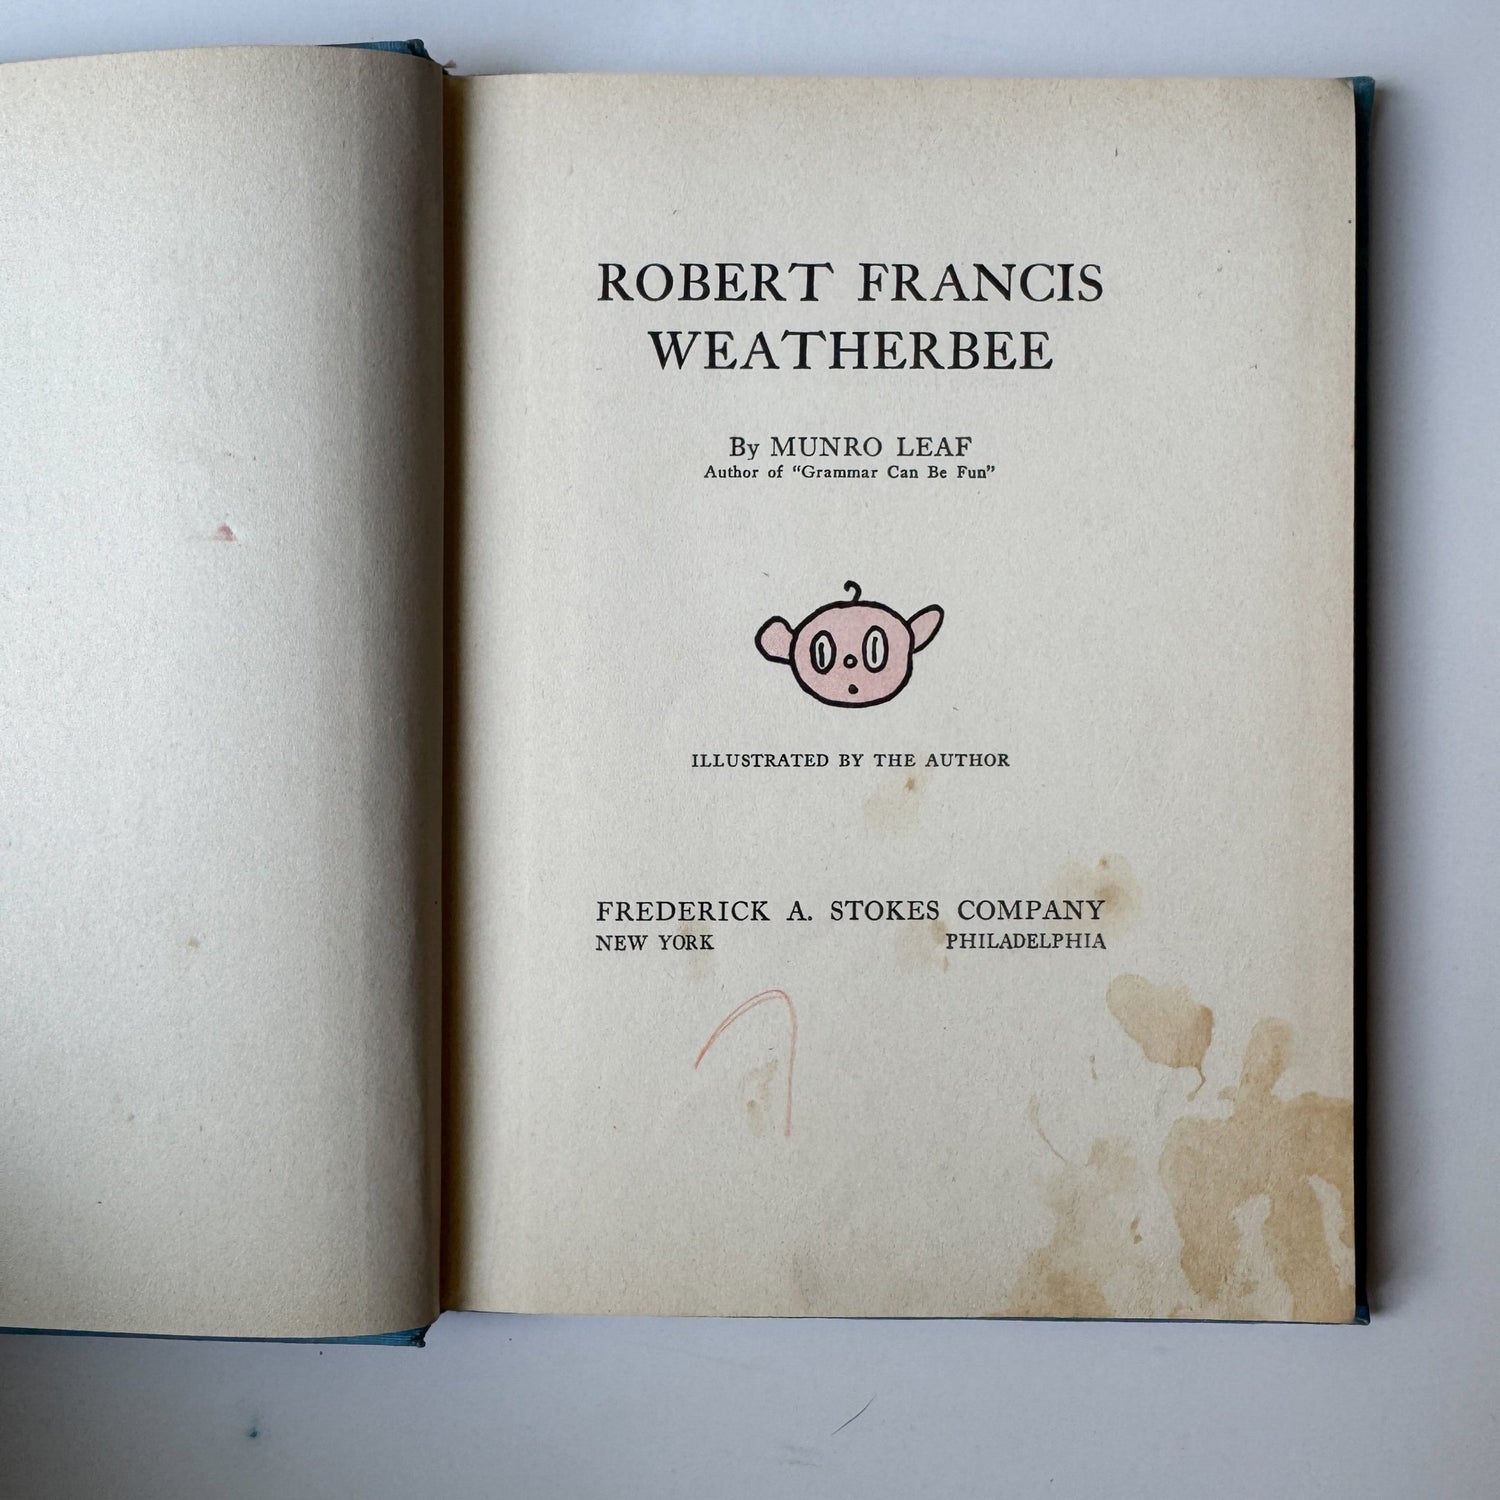 ROBERT FRANCIS
WEATHERBEE
By MUNRO LEAF
Author of “Grammar Can Be Fun”
ILLUSTRATED BY THE AUTHOR
FREDERICK A. STOKES COMPANY
NEW YORK PHILADELPHIA